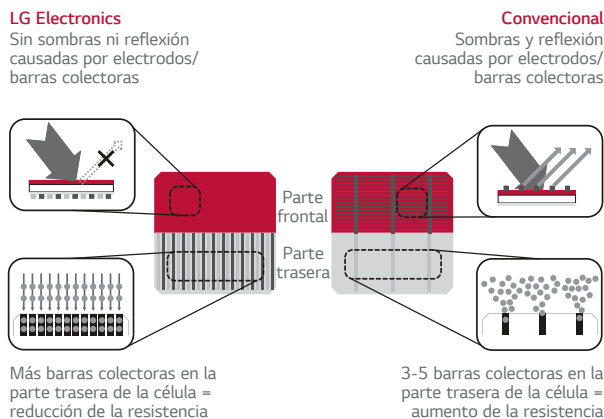 LG Electronics
Sin sombras ni reflexión
causadas por electrodos/
barras colectoras
Convencional
Sombras y reflexión
causadas por electrodos/
barras colectoras
Parte
frontal
Parte
trasera
Más barras colectoras en la
parte trasera de la célula =
reducción de la resistencia
3-5 barras colectoras en la
parte trasera de la célula =
aumento de la resistencia